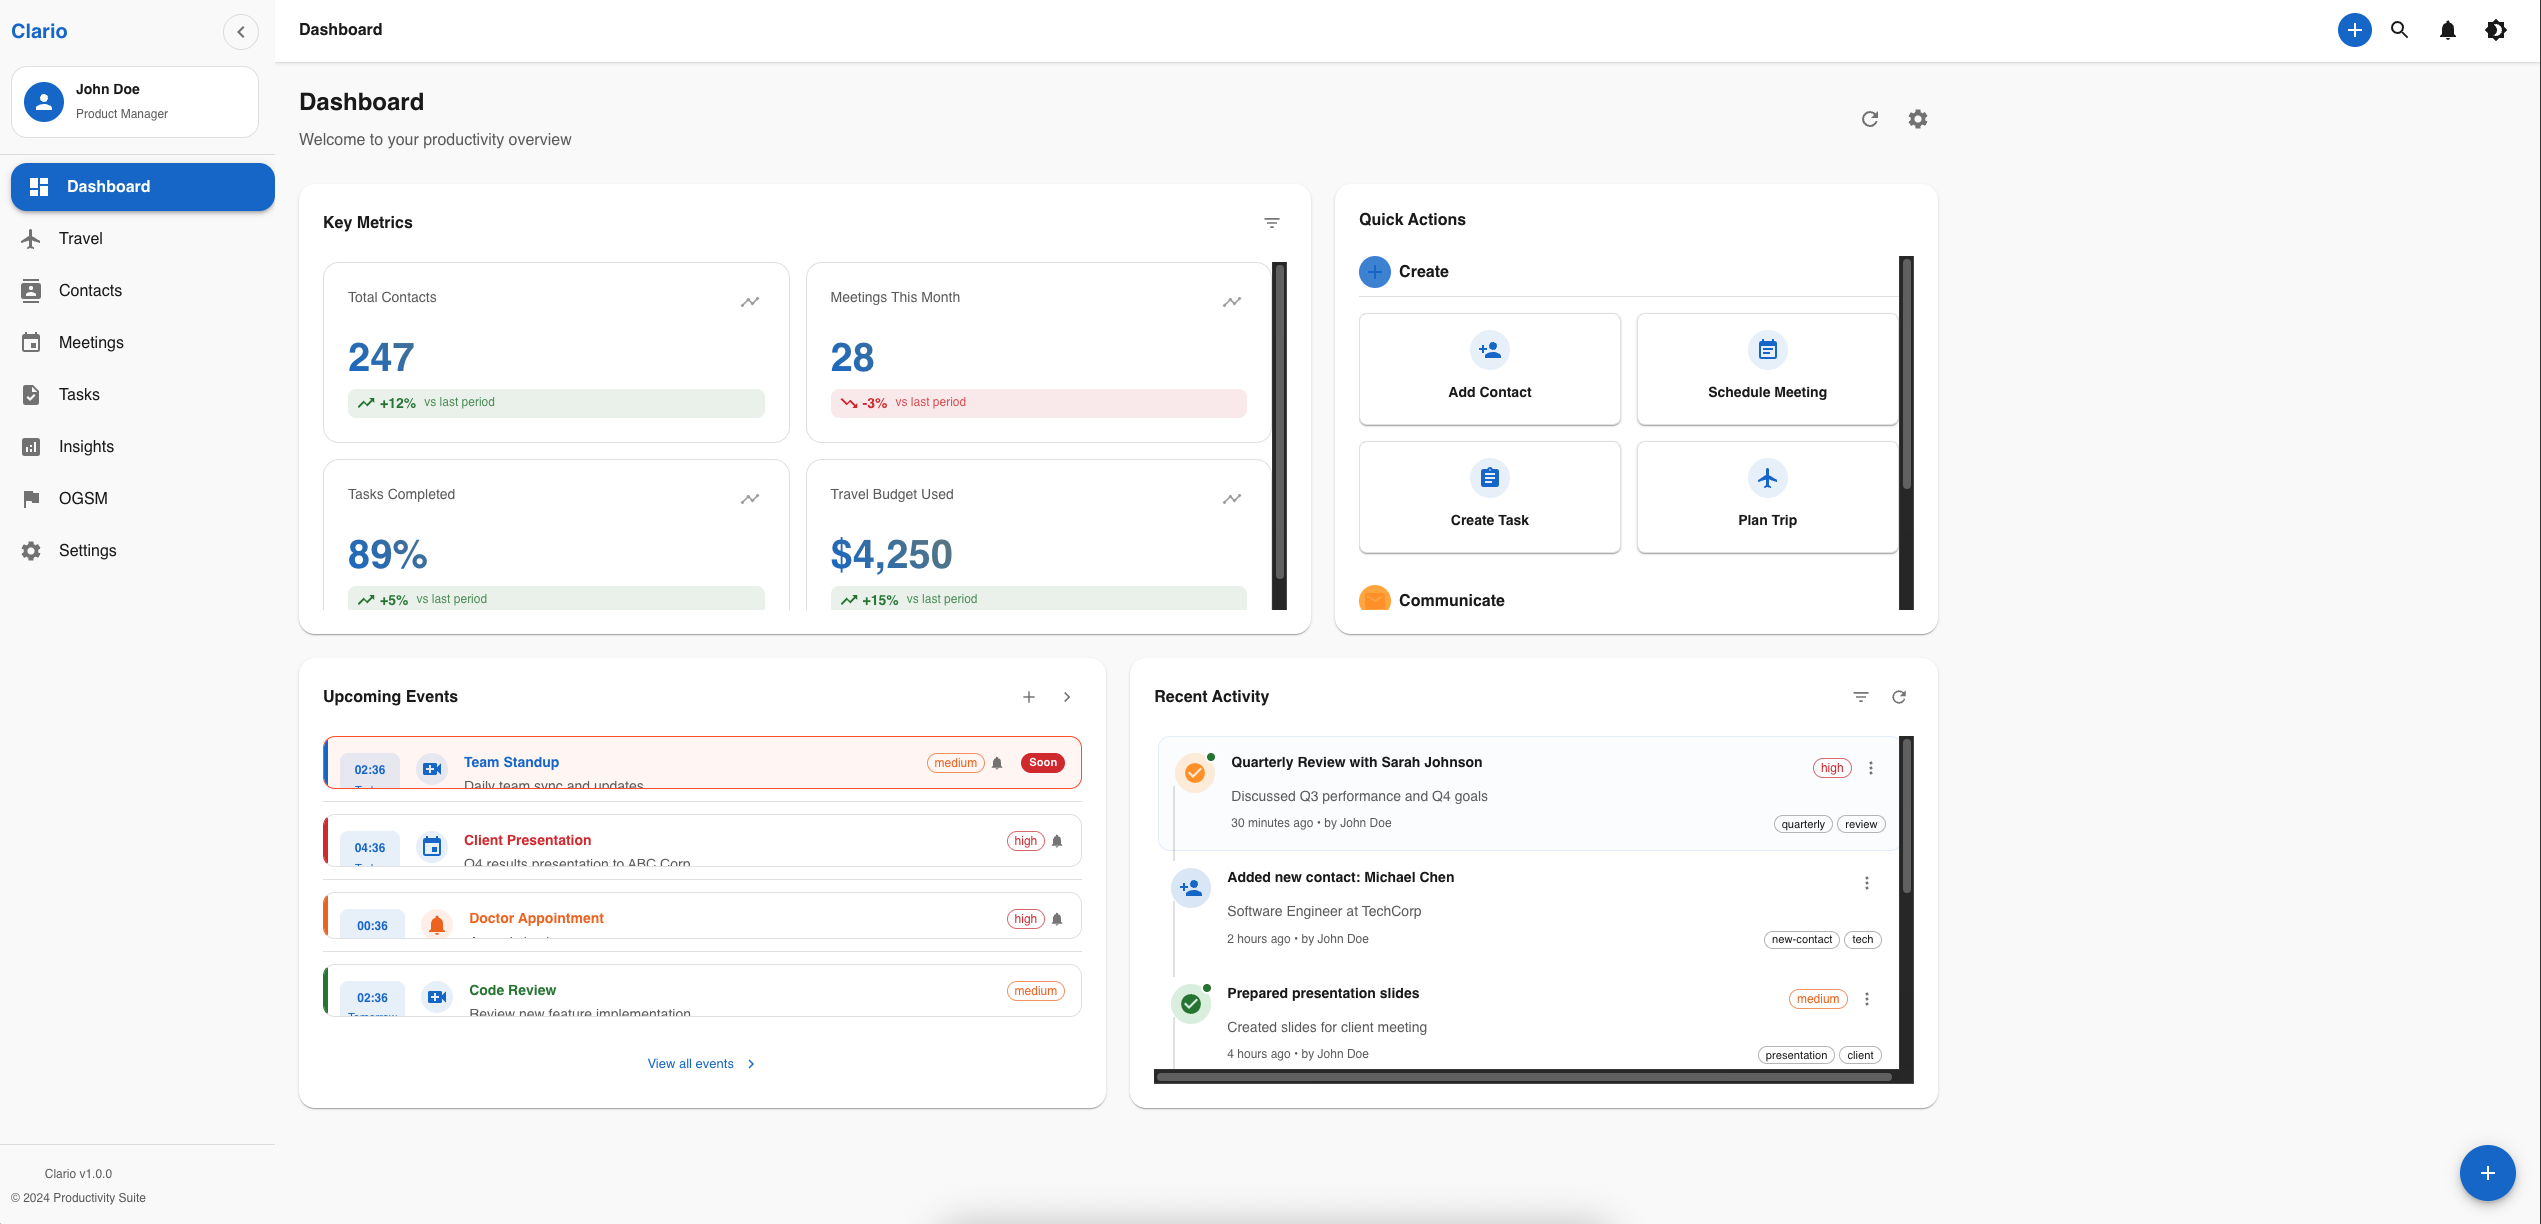 Clario
John Doe
Product Manager
Dashboard
Travel
Contacts
Meetings
Tasks
Insights
OGSM
Settings
Clario v1.0.0
© 2024 Productivity Suite
Dashboard
Dashboard
Welcome to your productivity overview
Key Metrics
Total Contacts
247
+12% vs last period
Meetings This Month
28
-3% vs last period
Tasks Completed
89%
+5% vs last period
Travel Budget Used
$4,250
+15% vs last period
Quick Actions
Create
Add Contact
Schedule Meeting
Create Task
Plan Trip
Communicate
Upcoming Events
02:36
Team Standup
medium
Soon
Daily team sync and updates
04:36
Client Presentation
high
Q4 results presentation to ABC Corp
00:36
Doctor Appointment
high
02:36
Tomorrow
Code Review
medium
Review new feature implementation
View all events
Recent Activity
Quarterly Review with Sarah Johnson
high
Discussed Q3 performance and Q4 goals
30 minutes ago • by John Doe
quarterly
review
Added new contact: Michael Chen
Software Engineer at TechCorp
2 hours ago • by John Doe
new-contact
tech
Prepared presentation slides
medium
Created slides for client meeting
4 hours ago • by John Doe
presentation
client